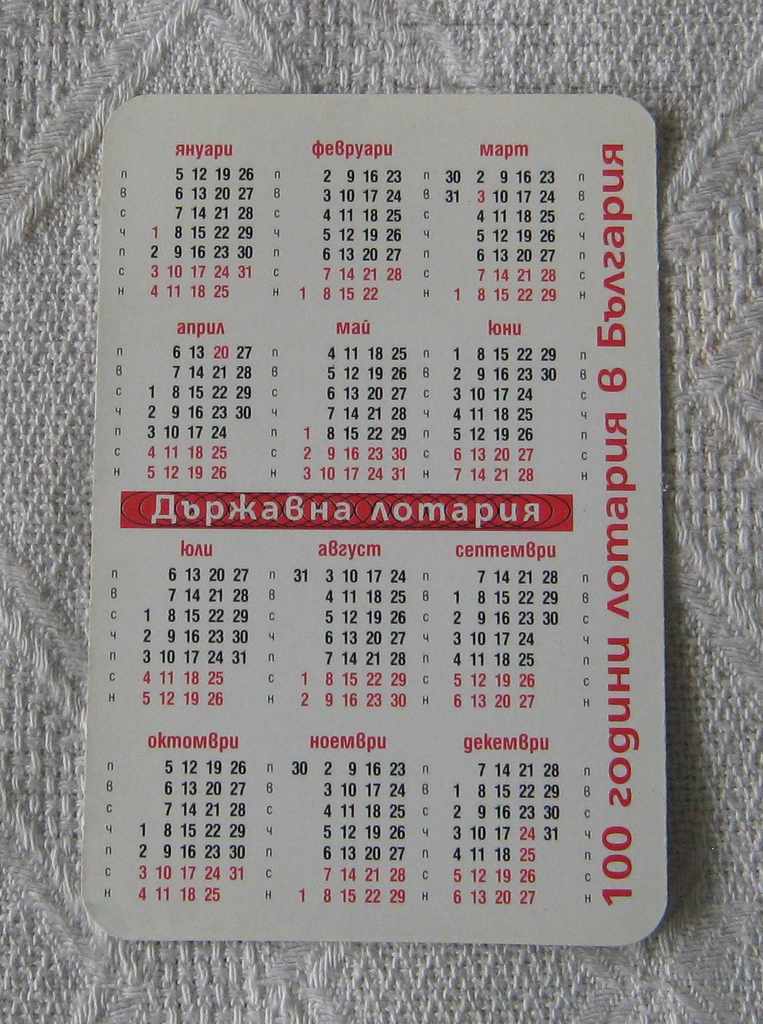 януари февруари март
п 5 12 19 26 п 2 9 16 23 п 30 2 9 16 23 п
в 6 13 20 27 в 3 10 17 24 в 31 3 10 17 24 в
с 7 14 21 28 с 4 11 18 25 с 4 11 18 25 с
ч 1 8 15 22 29 ч 5 12 19 26 ч 5 12 19 26 ч
п 2 9 16 23 30 п 6 13 20 27 п 6 13 20 27 п
с 3 10 17 24 31 с 7 14 21 28 с 7 14 21 28 с
н 4 11 18 25 н 1 8 15 22 н 1 8 15 22 29 н
април май юни
п 6 13 20 27 п 4 11 18 25 п 1 8 15 22 29 п
в 7 14 21 28 в 5 12 19 26 в 2 9 16 23 30 в
с 1 8 15 22 29 с 6 13 20 27 с 3 10 17 24 с
ч 2 9 16 23 30 ч 7 14 21 28 ч 4 11 18 25 ч
п 3 10 17 24 п 1 8 15 22 29 п 5 12 19 26 п
с 4 11 18 25 с 2 9 16 23 30 с 6 13 20 27 с
н 5 12 19 26 н 3 10 17 24 31 н 7 14 21 28 н
Държавна лотария
юли август септември
п 6 13 20 27 п 31 3 10 17 24 п 7 14 21 28 п
в 7 14 21 28 в 4 11 18 25 в 1 8 15 22 29 в
с 1 8 15 22 29 с 5 12 19 26 с 2 9 16 23 30 с
ч 2 9 16 23 30 ч 6 13 20 27 ч 3 10 17 24 ч
п 3 10 17 24 31 п 7 14 21 28 п 4 11 18 25 п
с 4 11 18 25 с 1 8 15 22 29 с 5 12 19 26 с
н 5 12 19 26 н 2 9 16 23 30 н 6 13 20 27 н
октомври ноември декември
п 5 12 19 26 п 30 2 9 16 23 п 7 14 21 28 п
в 6 13 20 27 в 3 10 17 24 в 1 8 15 22 29 в
с 7 14 21 28 с 4 11 18 25 с 2 9 16 23 30 с
ч 1 8 15 22 29 ч 5 12 19 26 ч 3 10 17 24 31 ч
п 2 9 16 23 30 п 6 13 20 27 п 4 11 18 25 п
с 3 10 17 24 31 с 7 14 21 28 с 5 12 19 26 с
н 4 11 18 25 н 1 8 15 22 29 н 6 13 20 27 н
100 години лотария в България